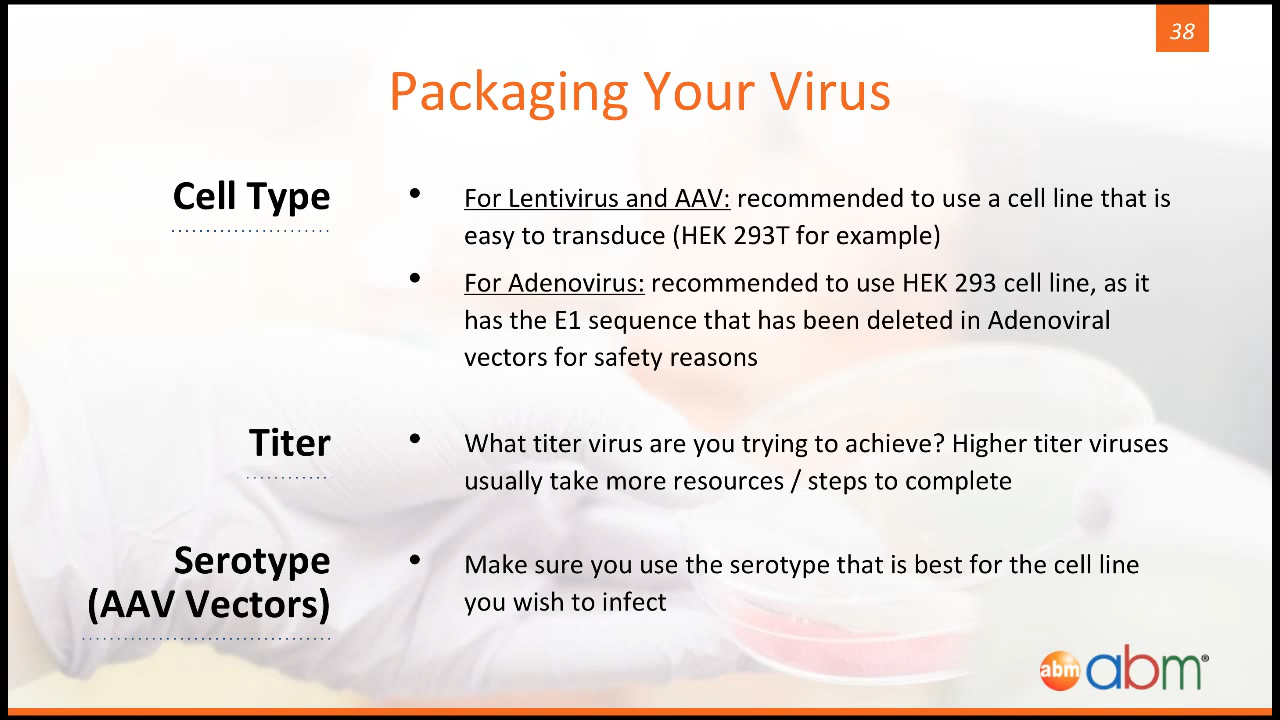 38
Packaging Your Virus
Cell Type
• For Lentivirus and AAV: recommended to use a cell line that is
easy to transduce (HEK 293T for example)
• For Adenovirus: recommended to use HEK 293 cell line, as it
has the E1 sequence that has been deleted in Adenoviral
vectors for safety reasons
Titer
• What titer virus are you trying to achieve? Higher titer viruses
usually take more resources / steps to complete
Serotype
(AAV Vectors)
• Make sure you use the serotype that is best for the cell line
you wish to infect
abm abm®